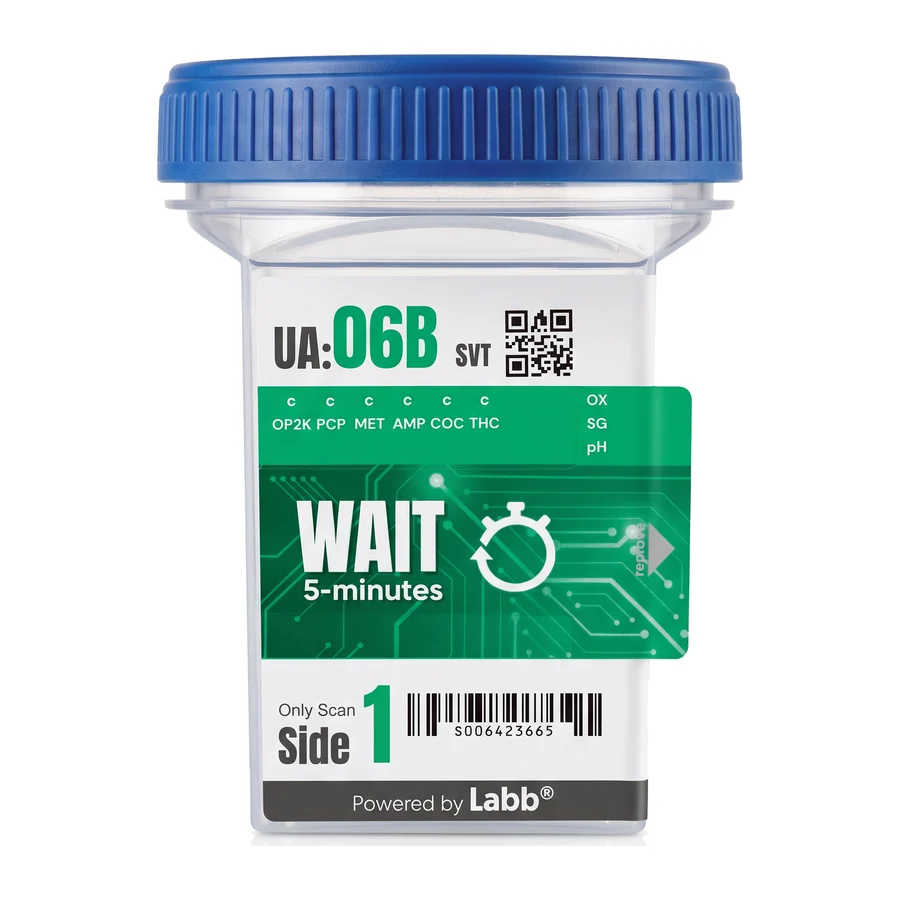 UA:06B SVT
C C C C C C OX
OP2K PCP MET AMP COC THC SG
pH
WAIT
5-minutes
remove
Only Scan
Side 1
S006423665
Powered by Labb®